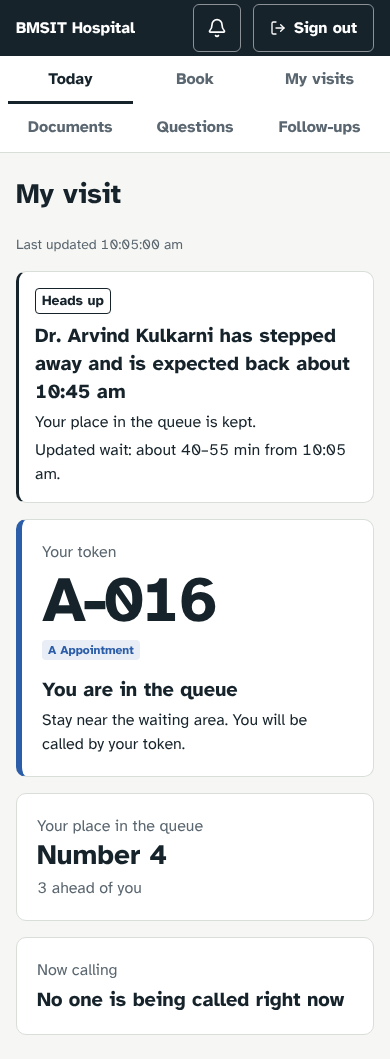 BMSIT Hospital
Sign out
Today
Book
My visits
Documents
Questions
Follow-ups
My visit
Last updated 10:05:00 am
Heads up
Dr. Arvind Kulkarni has stepped
away and is expected back about
10:45 am
Your place in the queue is kept.
Updated wait: about 40–55 min from 10:05
am.
Your token
A-016
A Appointment
You are in the queue
Stay near the waiting area. You will be
called by your token.
Your place in the queue
Number 4
3 ahead of you
Now calling
No one is being called right now